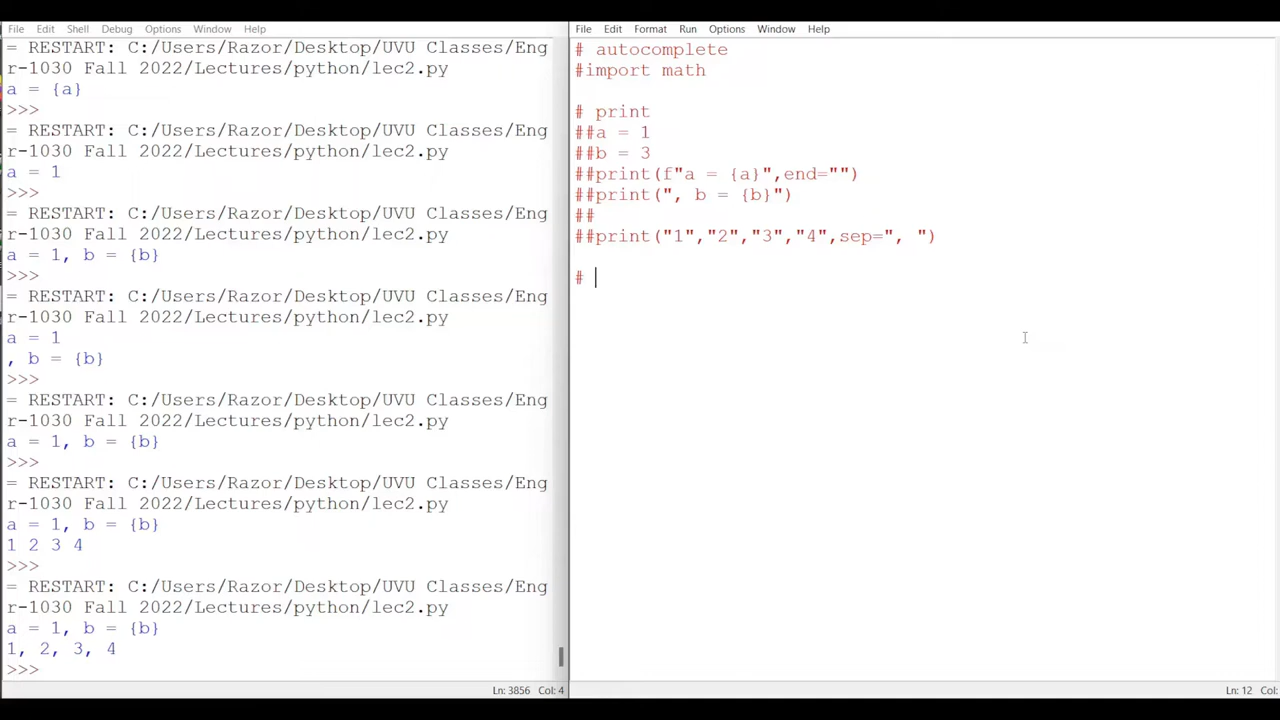 File Edit Shell Debug Options Window Help
= RESTART: C:/Users/Razor/Desktop/UVU Classes/Eng
r-1030 Fall 2022/Lectures/python/lec2.py
a = {a}
>>>
= RESTART: C:/Users/Razor/Desktop/UVU Classes/Eng
r-1030 Fall 2022/Lectures/python/lec2.py
a = 1
>>>
= RESTART: C:/Users/Razor/Desktop/UVU Classes/Eng
r-1030 Fall 2022/Lectures/python/lec2.py
a = 1, b = {b}
>>>
= RESTART: C:/Users/Razor/Desktop/UVU Classes/Eng
r-1030 Fall 2022/Lectures/python/lec2.py
a = 1
, b = {b}
>>>
= RESTART: C:/Users/Razor/Desktop/UVU Classes/Eng
r-1030 Fall 2022/Lectures/python/lec2.py
a = 1, b = {b}
>>>
= RESTART: C:/Users/Razor/Desktop/UVU Classes/Eng
r-1030 Fall 2022/Lectures/python/lec2.py
a = 1, b = {b}
1 2 3 4
>>>
= RESTART: C:/Users/Razor/Desktop/UVU Classes/Eng
r-1030 Fall 2022/Lectures/python/lec2.py
a = 1, b = {b}
1, 2, 3, 4
>>>
Ln: 3856 Col: 4
File Edit Format Run Options Window Help
# autocomplete
#import math
# print
##a = 1
##b = 3
##print(f"a = {a}",end="")
##print(", b = {b}")
##
##print("1","2","3","4",sep=", ")
#
Ln: 12 Col: